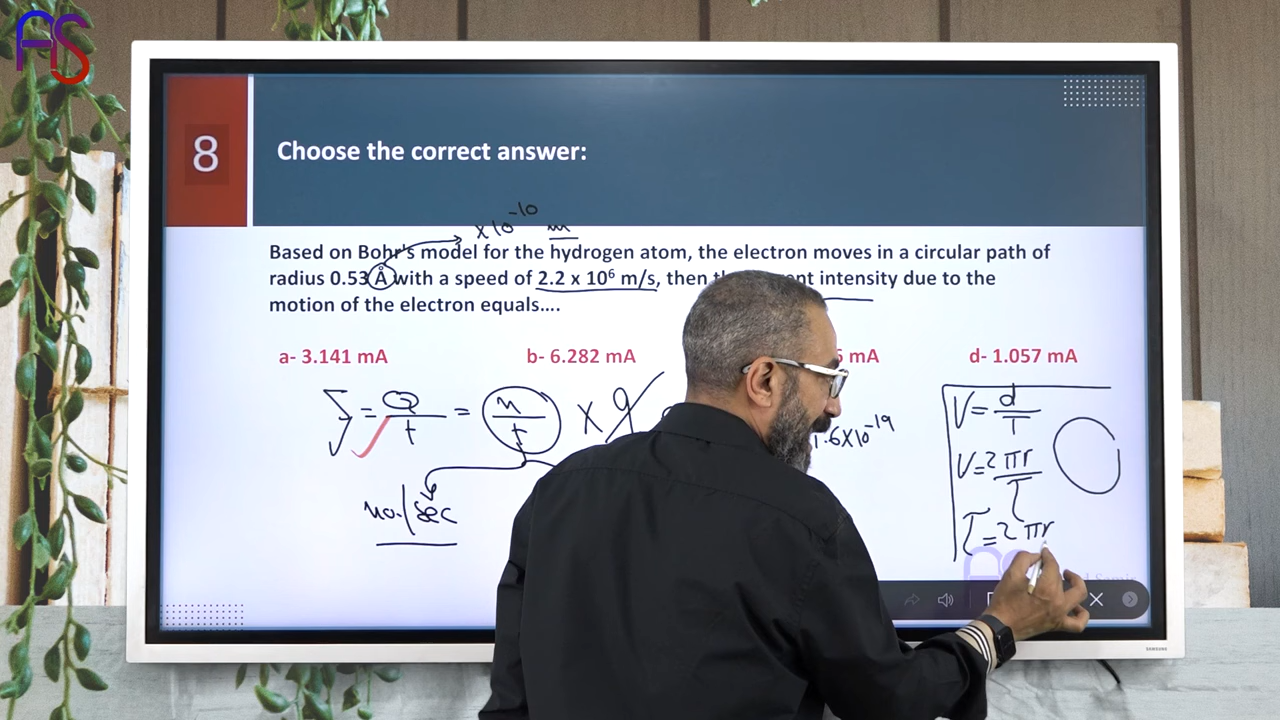 AS
8
Choose the correct answer:
x10⁻¹⁰ m
Based on Bohr's model for the hydrogen atom, the electron moves in a circular path of
radius 0.53 Å with a speed of 2.2 x 10⁶ m/s, then intensity due to the
motion of the electron equals....
a- 3.141 mA b- 6.282 mA mA d- 1.057 mA
I = Q/t = n/t x
1.6x10⁻¹⁹
no./sec
V = d/T
V = 2πr/T
T = 2πr
SAMSUNG